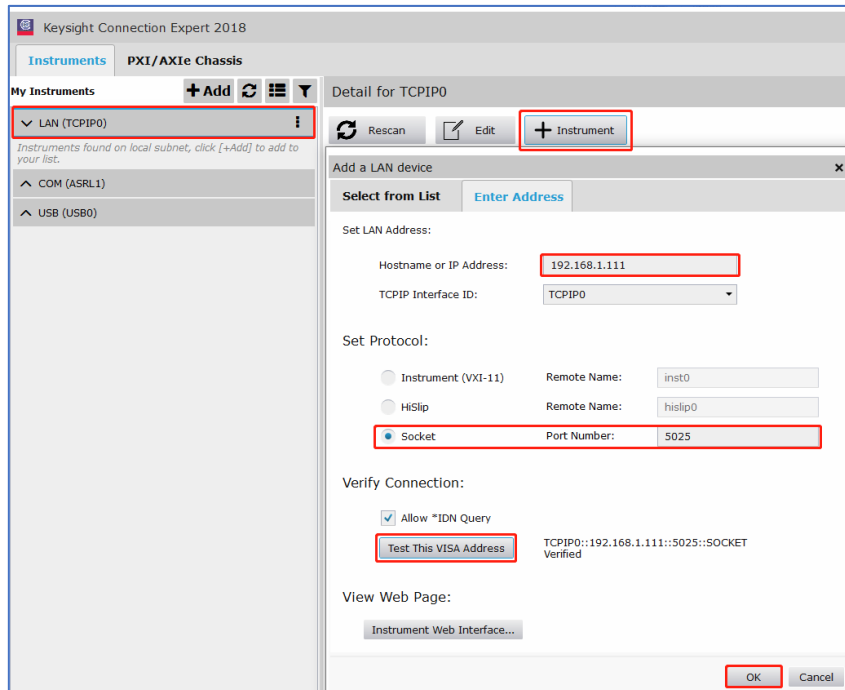 Keysight Connection Expert 2018
Instruments PXI/AXIe Chassis
My Instruments + Add
LAN (TCPIP0)
Instruments found on local subnet, click [+Add] to add to
your list.
COM (ASRL1)
USB (USB0)
Detail for TCPIP0
Rescan Edit + Instrument
Add a LAN device x
Select from List Enter Address
Set LAN Address:
Hostname or IP Address: 192.168.1.111
TCPIP Interface ID: TCPIP0
Set Protocol:
Instrument (VXI-11) Remote Name: inst0
HiSlip Remote Name: hislip0
Socket Port Number: 5025
Verify Connection:
Allow *IDN Query
Test This VISA Address TCPIP0::192.168.1.111::5025::SOCKET
Verified
View Web Page:
Instrument Web Interface...
OK Cancel